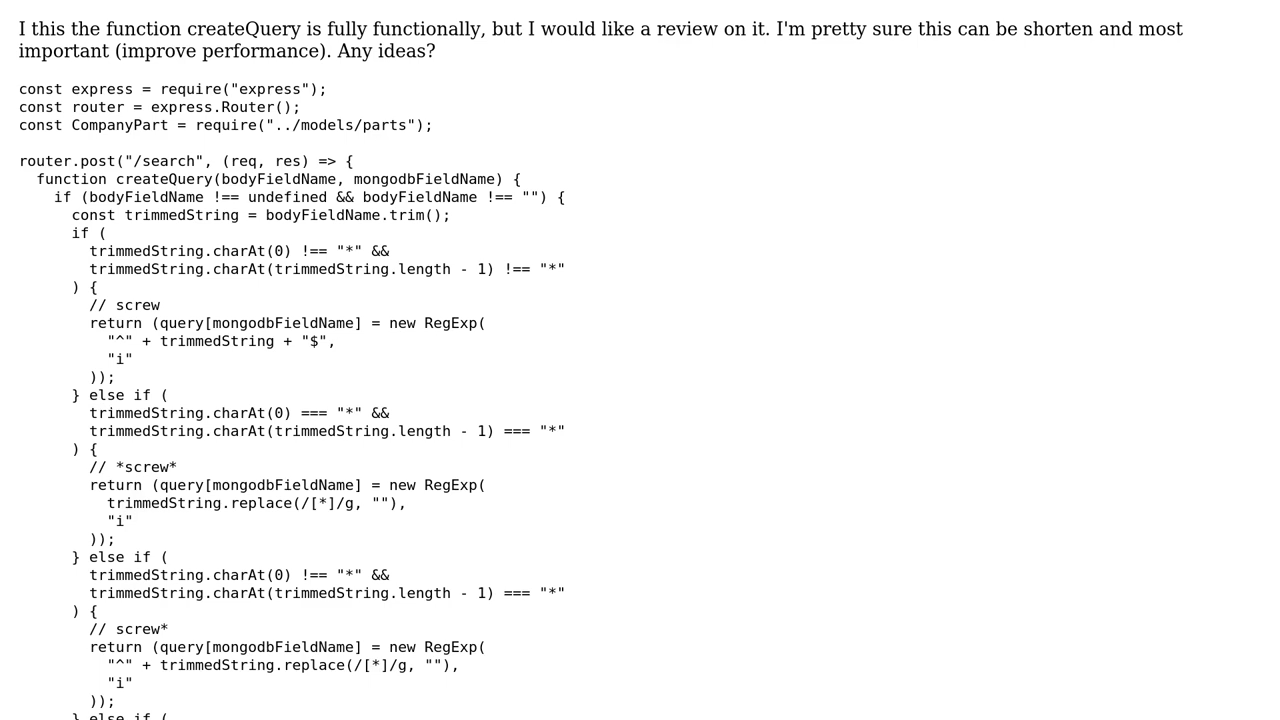 I this the function createQuery is fully functionally, but I would like a review on it. I'm pretty sure this can be shorten and most
important (improve performance). Any ideas?
const express = require("express");
const router = express.Router();
const CompanyPart = require("../models/parts");

router.post("/search", (req, res) => {
  function createQuery(bodyFieldName, mongodbFieldName) {
    if (bodyFieldName !== undefined && bodyFieldName !== "") {
      const trimmedString = bodyFieldName.trim();
      if (
        trimmedString.charAt(0) !== "*" &&
        trimmedString.charAt(trimmedString.length - 1) !== "*"
      ) {
        // screw
        return (query[mongodbFieldName] = new RegExp(
          "^" + trimmedString + "$",
          "i"
        ));
      } else if (
        trimmedString.charAt(0) === "*" &&
        trimmedString.charAt(trimmedString.length - 1) === "*"
      ) {
        // *screw*
        return (query[mongodbFieldName] = new RegExp(
          trimmedString.replace(/[*]/g, ""),
          "i"
        ));
      } else if (
        trimmedString.charAt(0) !== "*" &&
        trimmedString.charAt(trimmedString.length - 1) === "*"
      ) {
        // screw*
        return (query[mongodbFieldName] = new RegExp(
          "^" + trimmedString.replace(/[*]/g, ""),
          "i"
        ));
      } else if (